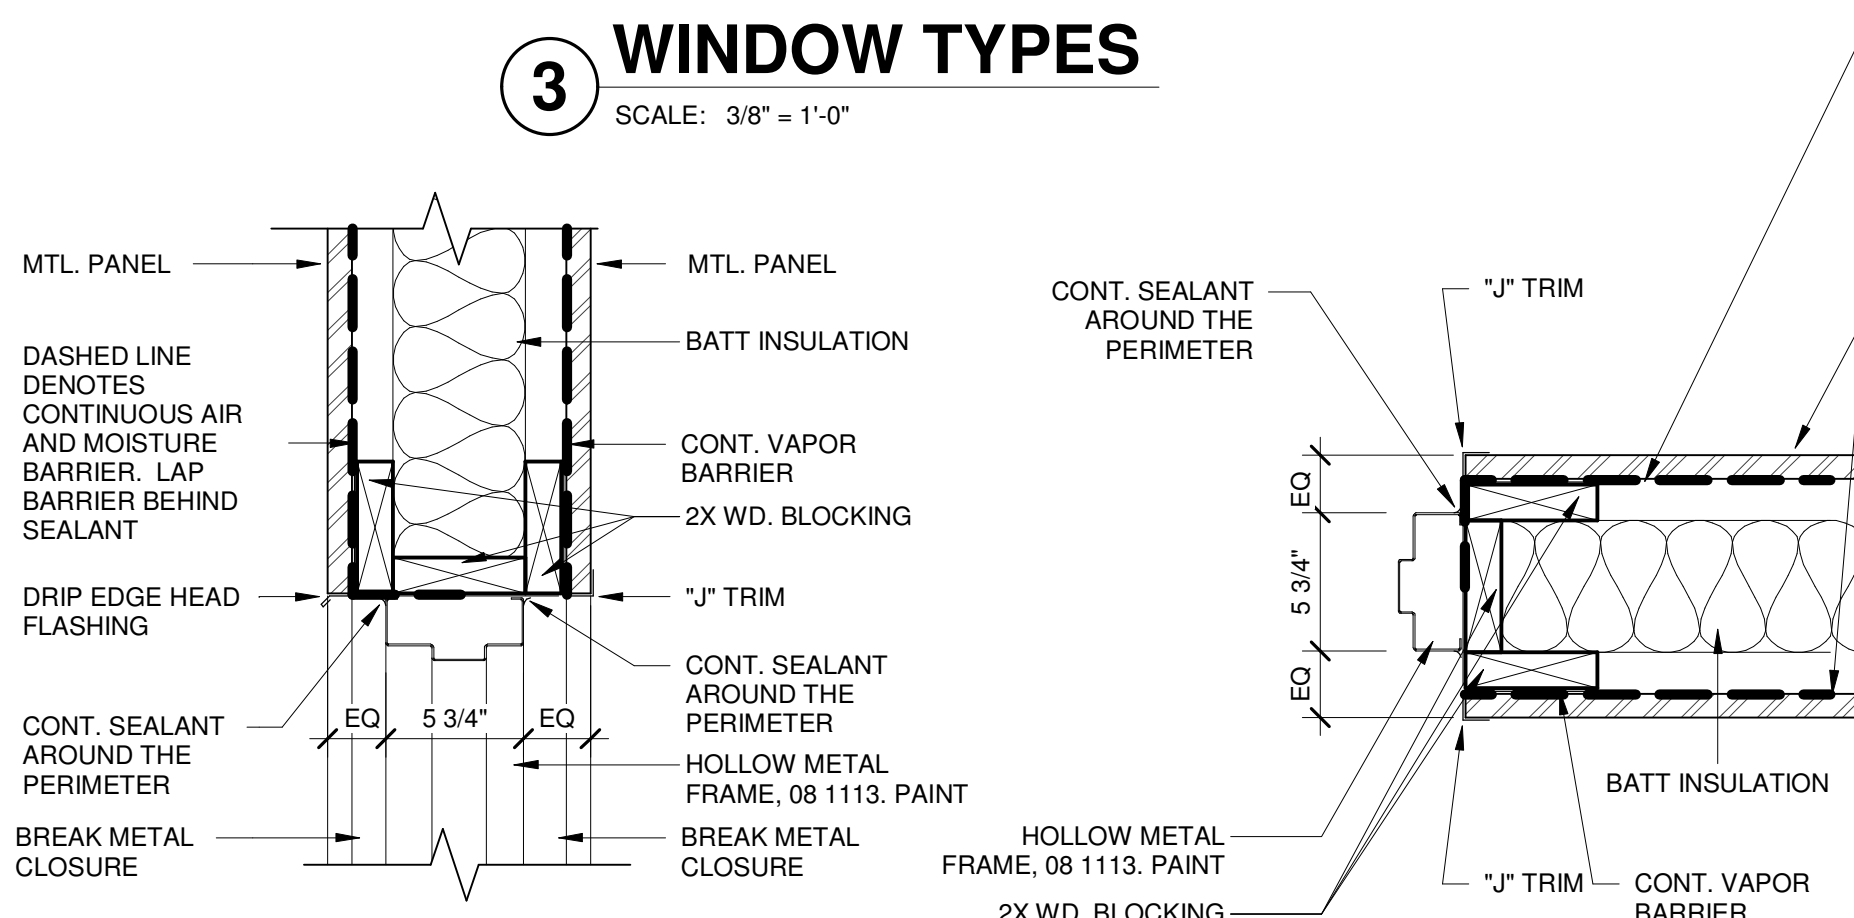 3
WINDOW TYPES
SCALE: 3/8" = 1'-0"
MTL. PANEL
DASHED LINE
DENOTES
CONTINUOUS AIR
AND MOISTURE
BARRIER. LAP
BARRIER BEHIND
SEALANT
DRIP EDGE HEAD
FLASHING
CONT. SEALANT
AROUND THE
PERIMETER
BREAK METAL
CLOSURE
EQ
5 3/4"
EQ
MTL. PANEL
BATT INSULATION
CONT. VAPOR
BARRIER
2X WD. BLOCKING
"J" TRIM
CONT. SEALANT
AROUND THE
PERIMETER
HOLLOW METAL
FRAME, 08 1113. PAINT
BREAK METAL
CLOSURE
CONT. SEALANT
AROUND THE
PERIMETER
"J" TRIM
EQ
5 3/4"
EQ
BATT INSULATION
HOLLOW METAL
FRAME, 08 1113. PAINT
2X WD. BLOCKING
"J" TRIM
CONT. VAPOR
BARRIER